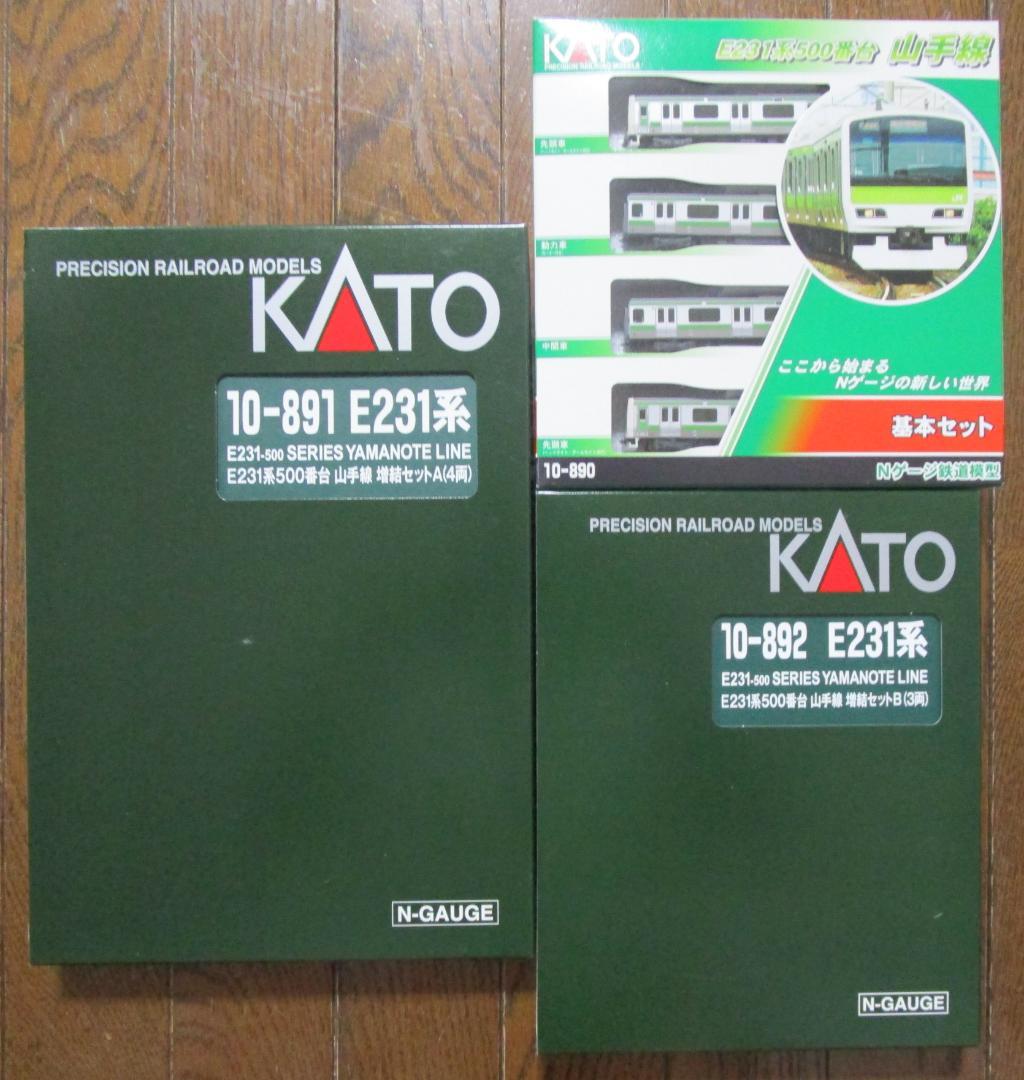 PRECISION RAILROAD MODELS
KATO
10-891 E231系
E231-500 SERIES YAMANOTE LINE
E231系500番台 山手線 増結セットA(4両)
N-GAUGE
KATO
PRECISION RAILROAD MODELS
E231系500番台 山手線
先頭車
動力車
中間車
先頭車
JR
ここから始まる
Nゲージの新しい世界
基本セット
10-890
Nゲージ鉄道模型
PRECISION RAILROAD MODELS
KATO
10-892 E231系
E231-500 SERIES YAMANOTE LINE
E231系500番台 山手線 増結セットB(3両)
N-GAUGE